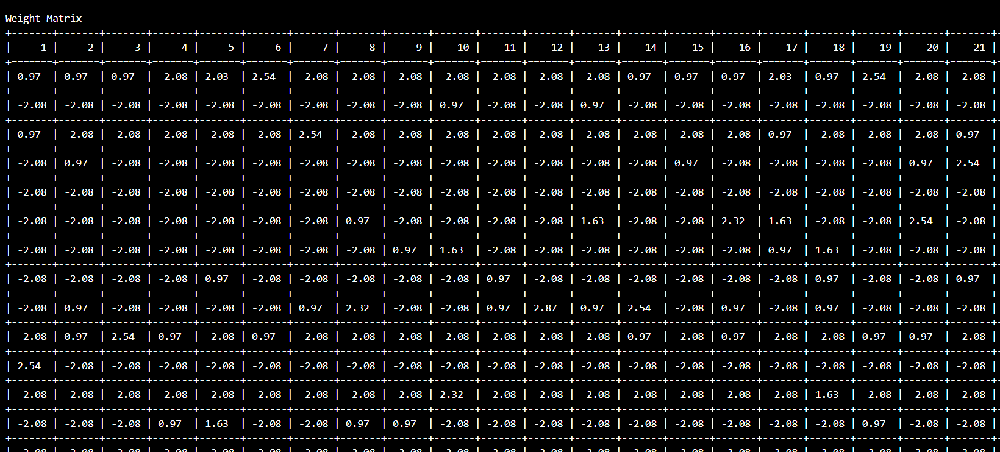 Weight Matrix
+-------+-------+-------+-------+-------+-------+-------+-------+-------+-------+-------+-------+-------+-------+-------+-------+-------+-------+-------+-------+-------+-
|     1 |     2 |     3 |     4 |     5 |     6 |     7 |     8 |     9 |    10 |    11 |    12 |    13 |    14 |    15 |    16 |    17 |    18 |    19 |    20 |    21 |
+=======+=======+=======+=======+=======+=======+=======+=======+=======+=======+=======+=======+=======+=======+=======+=======+=======+=======+=======+=======+=======+=
| 0.97  | 0.97  | 0.97  | -2.08 | 2.03  | 2.54  | -2.08 | -2.08 | -2.08 | -2.08 | -2.08 | -2.08 | -2.08 | 0.97  | 0.97  | 0.97  | 2.03  | 0.97  | 2.54  | -2.08 | -2.08 |
+-------+-------+-------+-------+-------+-------+-------+-------+-------+-------+-------+-------+-------+-------+-------+-------+-------+-------+-------+-------+-------+-
| -2.08 | -2.08 | -2.08 | -2.08 | -2.08 | -2.08 | -2.08 | -2.08 | -2.08 | 0.97  | -2.08 | -2.08 | 0.97  | -2.08 | -2.08 | -2.08 | -2.08 | -2.08 | -2.08 | -2.08 | -2.08 |
+-------+-------+-------+-------+-------+-------+-------+-------+-------+-------+-------+-------+-------+-------+-------+-------+-------+-------+-------+-------+-------+-
| 0.97  | -2.08 | -2.08 | -2.08 | -2.08 | -2.08 | 2.54  | -2.08 | -2.08 | -2.08 | -2.08 | -2.08 | -2.08 | -2.08 | -2.08 | -2.08 | 0.97  | -2.08 | -2.08 | -2.08 | 0.97  |
+-------+-------+-------+-------+-------+-------+-------+-------+-------+-------+-------+-------+-------+-------+-------+-------+-------+-------+-------+-------+-------+-
| -2.08 | 0.97  | -2.08 | -2.08 | -2.08 | -2.08 | -2.08 | -2.08 | -2.08 | -2.08 | -2.08 | -2.08 | -2.08 | -2.08 | 0.97  | -2.08 | -2.08 | -2.08 | -2.08 | 0.97  | 2.54  |
+-------+-------+-------+-------+-------+-------+-------+-------+-------+-------+-------+-------+-------+-------+-------+-------+-------+-------+-------+-------+-------+-
| -2.08 | -2.08 | -2.08 | -2.08 | -2.08 | -2.08 | -2.08 | -2.08 | -2.08 | -2.08 | -2.08 | -2.08 | -2.08 | -2.08 | -2.08 | -2.08 | -2.08 | -2.08 | -2.08 | -2.08 | -2.08 |
+-------+-------+-------+-------+-------+-------+-------+-------+-------+-------+-------+-------+-------+-------+-------+-------+-------+-------+-------+-------+-------+-
| -2.08 | -2.08 | -2.08 | -2.08 | -2.08 | -2.08 | -2.08 | 0.97  | -2.08 | -2.08 | -2.08 | -2.08 | 1.63  | -2.08 | -2.08 | 2.32  | 1.63  | -2.08 | -2.08 | 2.54  | -2.08 |
+-------+-------+-------+-------+-------+-------+-------+-------+-------+-------+-------+-------+-------+-------+-------+-------+-------+-------+-------+-------+-------+-
| -2.08 | -2.08 | -2.08 | -2.08 | -2.08 | -2.08 | -2.08 | -2.08 | 0.97  | 1.63  | -2.08 | -2.08 | -2.08 | -2.08 | -2.08 | -2.08 | 0.97  | 1.63  | -2.08 | -2.08 | -2.08 |
+-------+-------+-------+-------+-------+-------+-------+-------+-------+-------+-------+-------+-------+-------+-------+-------+-------+-------+-------+-------+-------+-
| -2.08 | -2.08 | -2.08 | -2.08 | 0.97  | -2.08 | -2.08 | -2.08 | -2.08 | -2.08 | 0.97  | -2.08 | -2.08 | -2.08 | -2.08 | -2.08 | -2.08 | 0.97  | -2.08 | -2.08 | 0.97  |
+-------+-------+-------+-------+-------+-------+-------+-------+-------+-------+-------+-------+-------+-------+-------+-------+-------+-------+-------+-------+-------+-
| -2.08 | 0.97  | -2.08 | -2.08 | -2.08 | -2.08 | 0.97  | 2.32  | -2.08 | -2.08 | 0.97  | 2.87  | 0.97  | 2.54  | -2.08 | 0.97  | -2.08 | 0.97  | -2.08 | -2.08 | -2.08 |
+-------+-------+-------+-------+-------+-------+-------+-------+-------+-------+-------+-------+-------+-------+-------+-------+-------+-------+-------+-------+-------+-
| -2.08 | 0.97  | 2.54  | 0.97  | -2.08 | 0.97  | -2.08 | -2.08 | -2.08 | -2.08 | -2.08 | -2.08 | -2.08 | 0.97  | -2.08 | 0.97  | -2.08 | -2.08 | 0.97  | 0.97  | -2.08 |
+-------+-------+-------+-------+-------+-------+-------+-------+-------+-------+-------+-------+-------+-------+-------+-------+-------+-------+-------+-------+-------+-
| 2.54  | -2.08 | -2.08 | -2.08 | -2.08 | -2.08 | -2.08 | -2.08 | -2.08 | -2.08 | -2.08 | -2.08 | -2.08 | -2.08 | -2.08 | -2.08 | -2.08 | -2.08 | -2.08 | -2.08 | -2.08 |
+-------+-------+-------+-------+-------+-------+-------+-------+-------+-------+-------+-------+-------+-------+-------+-------+-------+-------+-------+-------+-------+-
| -2.08 | -2.08 | -2.08 | -2.08 | -2.08 | -2.08 | -2.08 | -2.08 | -2.08 | 2.32  | -2.08 | -2.08 | -2.08 | -2.08 | -2.08 | -2.08 | -2.08 | 1.63  | -2.08 | -2.08 | -2.08 |
+-------+-------+-------+-------+-------+-------+-------+-------+-------+-------+-------+-------+-------+-------+-------+-------+-------+-------+-------+-------+-------+-
| -2.08 | -2.08 | -2.08 | 0.97  | 1.63  | -2.08 | -2.08 | 0.97  | 0.97  | -2.08 | -2.08 | -2.08 | -2.08 | -2.08 | -2.08 | -2.08 | -2.08 | -2.08 | 0.97  | -2.08 | -2.08 |
+-------+-------+-------+-------+-------+-------+-------+-------+-------+-------+-------+-------+-------+-------+-------+-------+-------+-------+-------+-------+-------+-